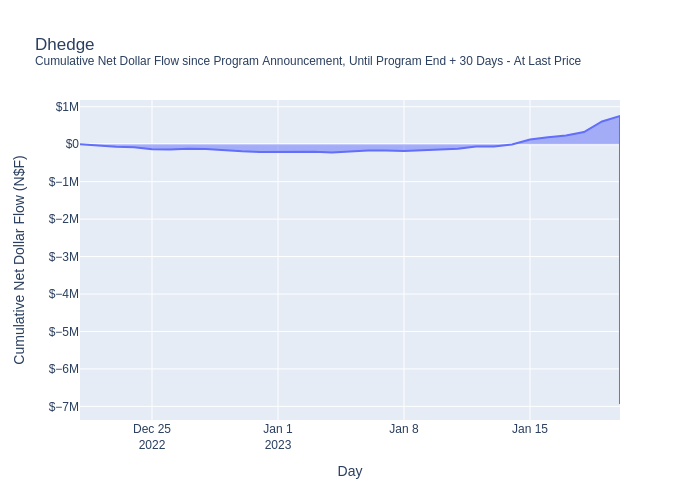 Dhedge
Cumulative Net Dollar Flow since Program Announcement, Until Program End + 30 Days - At Last Price
Cumulative Net Dollar Flow (N$F)
$1M
$0
$−1M
$−2M
$−3M
$−4M
$−5M
$−6M
$−7M
Dec 25
2022
Jan 1
2023
Jan 8
Jan 15
Day